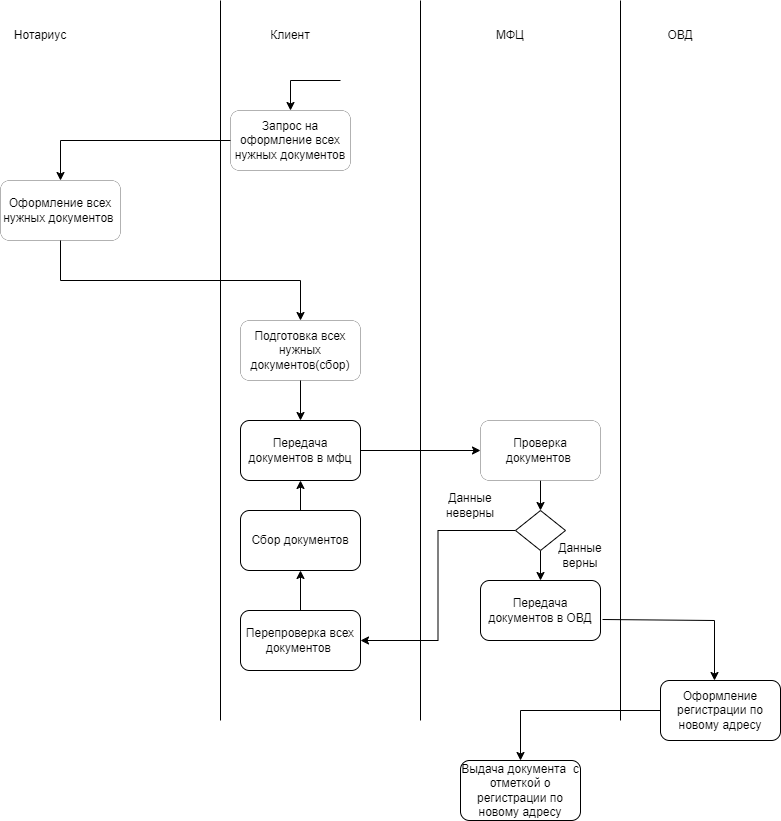 Нотариус
Клиент
МФЦ
ОВД
Запрос на
оформление всех
нужных документов
Оформление всех
нужных документов
Подготовка всех
нужных
документов(сбор)
Передача
документов в мфц
Проверка
документов
Данные
неверны
Сбор документов
Данные
верны
Передача
документов в ОВД
Перепроверка всех
документов
Оформление
регистрации по
новому адресу
Выдача документа с
отметкой о
регистрации по
новому адресу